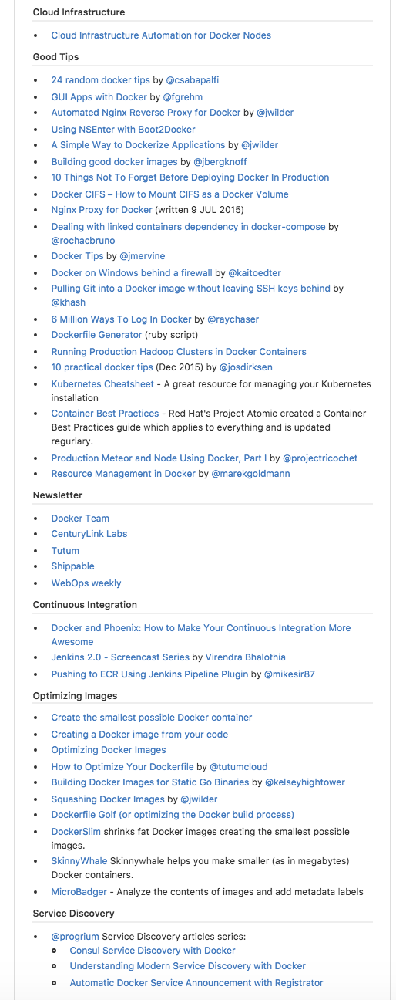 Cloud Infrastructure
Cloud Infrastructure Automation for Docker Nodes
Good Tips
24 random docker tips by @csabapalfi
GUI Apps with Docker by @fgrehm
Automated Nginx Reverse Proxy for Docker by @jwilder
Using NSEnter with Boot2Docker
A Simple Way to Dockerize Applications by @jwilder
Building good docker images by @jbergknoff
10 Things Not To Forget Before Deploying Docker In Production
Docker CIFS – How to Mount CIFS as a Docker Volume
Nginx Proxy for Docker (written 9 JUL 2015)
Dealing with linked containers dependency in docker-compose by
@rochacbruno
Docker Tips by @jmervine
Docker on Windows behind a firewall by @kaitoedter
Pulling Git into a Docker image without leaving SSH keys behind by
@khash
6 Million Ways To Log In Docker by @raychaser
Dockerfile Generator (ruby script)
Running Production Hadoop Clusters in Docker Containers
10 practical docker tips (Dec 2015) by @josdirksen
Kubernetes Cheatsheet - A great resource for managing your Kubernetes
installation
Container Best Practices - Red Hat's Project Atomic created a Container
Best Practices guide which applies to everything and is updated
regurlary.
Production Meteor and Node Using Docker, Part I by @projectricochet
Resource Management in Docker by @marekgoldmann
Newsletter
Docker Team
CenturyLink Labs
Tutum
Shippable
WebOps weekly
Continuous Integration
Docker and Phoenix: How to Make Your Continuous Integration More
Awesome
Jenkins 2.0 - Screencast Series by Virendra Bhalothia
Pushing to ECR Using Jenkins Pipeline Plugin by @mikesir87
Optimizing Images
Create the smallest possible Docker container
Creating a Docker image from your code
Optimizing Docker Images
How to Optimize Your Dockerfile by @tutumcloud
Building Docker Images for Static Go Binaries by @kelseyhightower
Squashing Docker Images by @jwilder
Dockerfile Golf (or optimizing the Docker build process)
DockerSlim shrinks fat Docker images creating the smallest possible
images.
SkinnyWhale Skinnywhale helps you make smaller (as in megabytes)
Docker containers.
MicroBadger - Analyze the contents of images and add metadata labels
Service Discovery
@progrium Service Discovery articles series:
Consul Service Discovery with Docker
Understanding Modern Service Discovery with Docker
Automatic Docker Service Announcement with Registrator